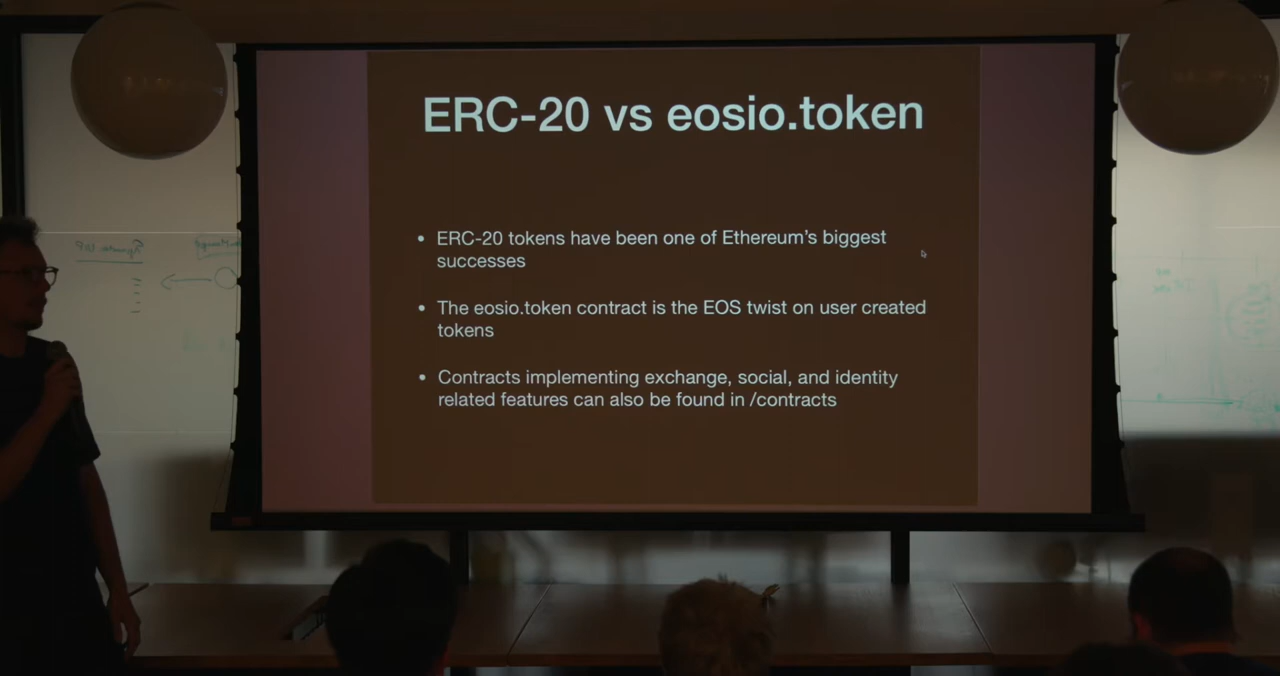 ERC-20 vs eosio.token
• ERC-20 tokens have been one of Ethereum's biggest
successes
• The eosio.token contract is the EOS twist on user created
tokens
• Contracts implementing exchange, social, and identity
related features can also be found in /contracts